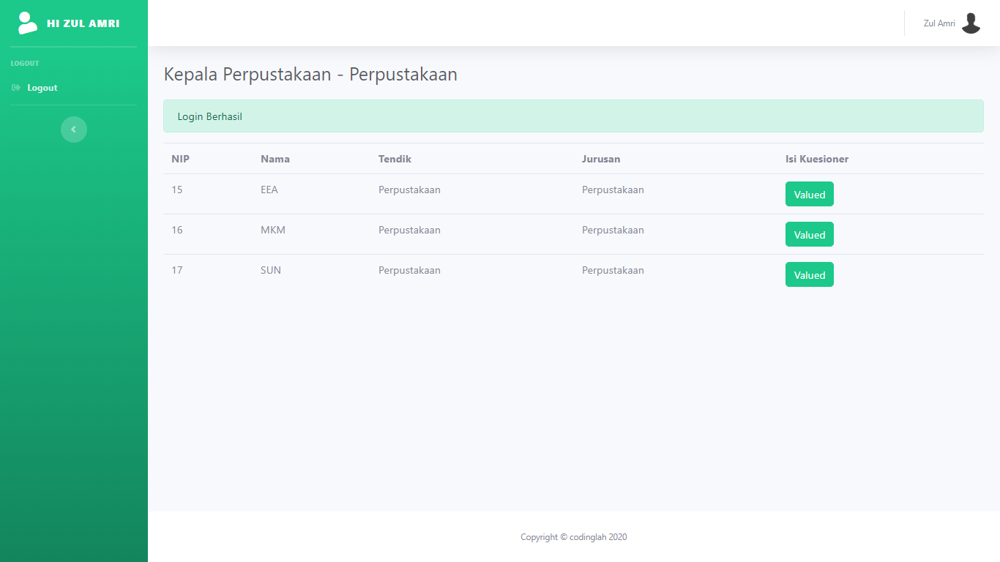 HI ZUL AMRI
Zul Amri
LOGOUT
Logout
Kepala Perpustakaan - Perpustakaan
Login Berhasil
NIP Nama Tendik Jurusan Isi Kuesioner
15 EEA Perpustakaan Perpustakaan Valued
16 MKM Perpustakaan Perpustakaan Valued
17 SUN Perpustakaan Perpustakaan Valued
Copyright © codinglah 2020